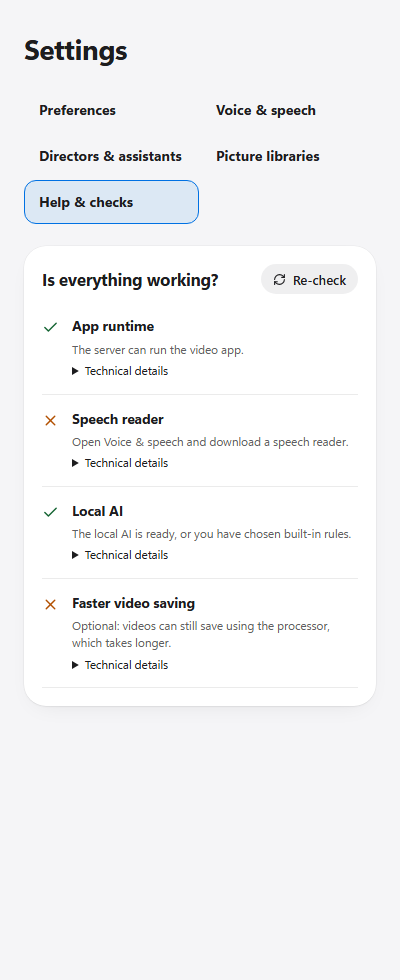 Settings
Preferences
Voice & speech
Directors & assistants
Picture libraries
Help & checks
Is everything working?
Re-check
App runtime
The server can run the video app.
Technical details
Speech reader
Open Voice & speech and download a speech reader.
Technical details
Local AI
The local AI is ready, or you have chosen built-in rules.
Technical details
Faster video saving
Optional: videos can still save using the processor,
which takes longer.
Technical details